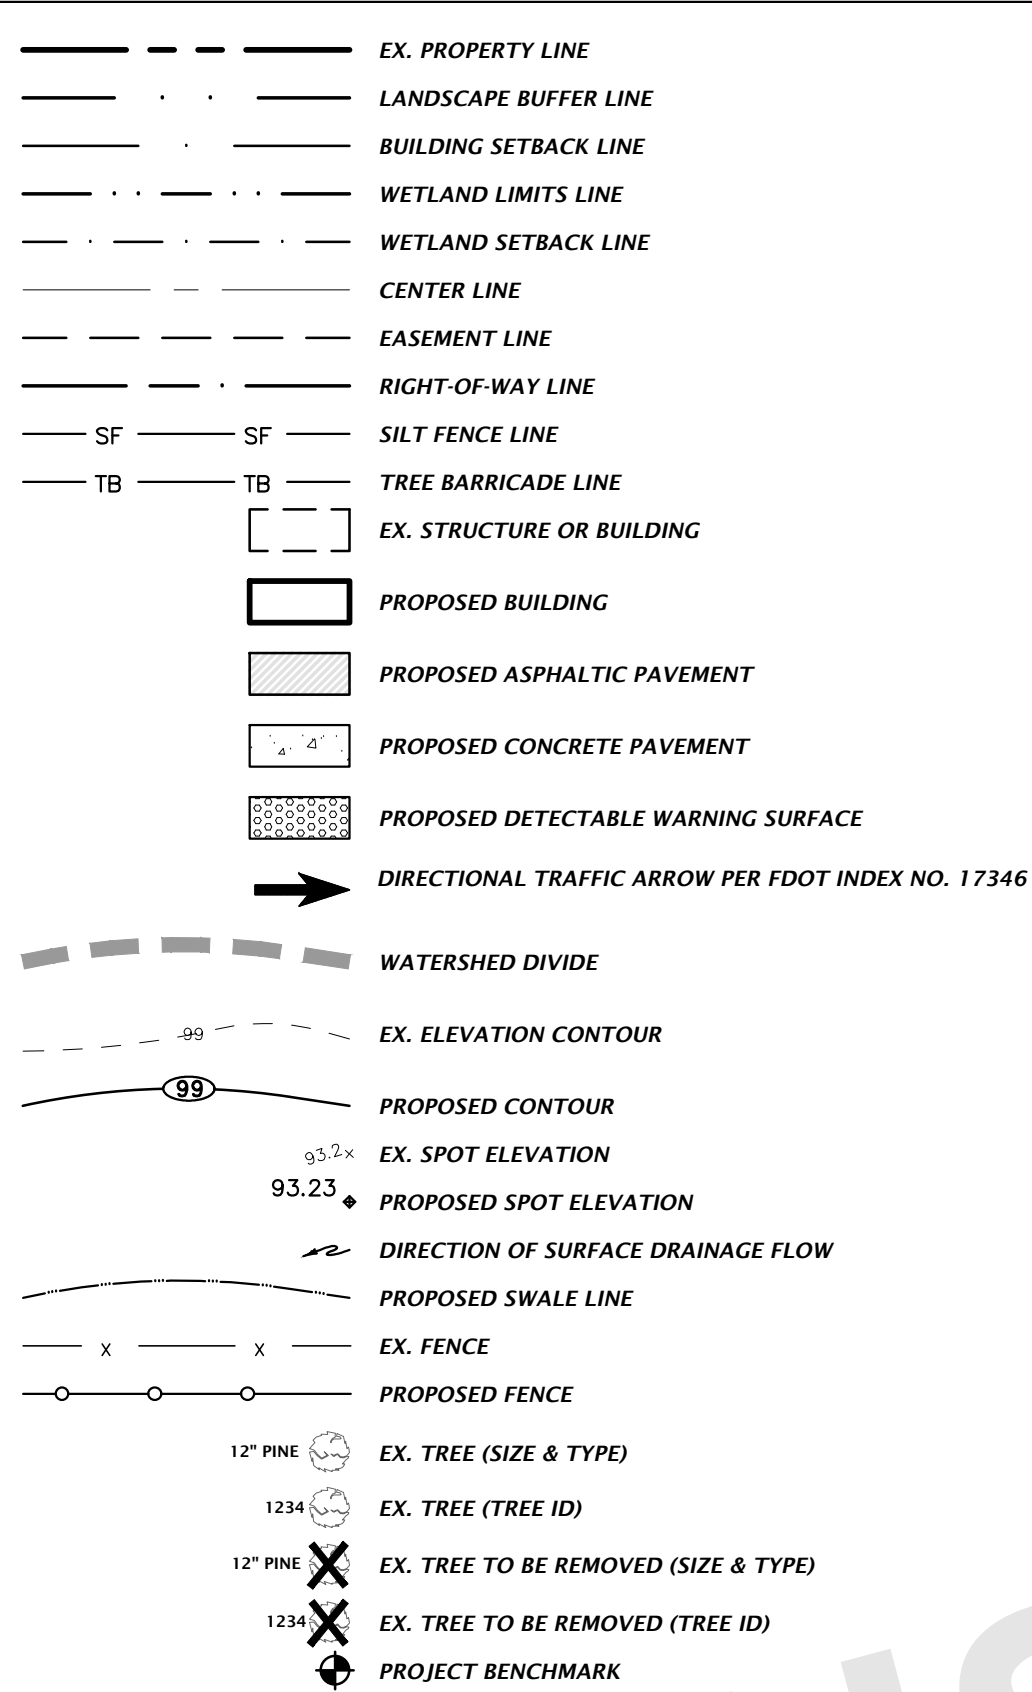 EX. PROPERTY LINE
LANDSCAPE BUFFER LINE
BUILDING SETBACK LINE
WETLAND LIMITS LINE
WETLAND SETBACK LINE
CENTER LINE
EASEMENT LINE
RIGHT-OF-WAY LINE
SF SF SILT FENCE LINE
TB TB TREE BARRICADE LINE
EX. STRUCTURE OR BUILDING
PROPOSED BUILDING
PROPOSED ASPHALTIC PAVEMENT
PROPOSED CONCRETE PAVEMENT
PROPOSED DETECTABLE WARNING SURFACE
DIRECTIONAL TRAFFIC ARROW PER FDOT INDEX NO. 17346
WATERSHED DIVIDE
99 EX. ELEVATION CONTOUR
99 PROPOSED CONTOUR
93.2x EX. SPOT ELEVATION
93.23 PROPOSED SPOT ELEVATION
DIRECTION OF SURFACE DRAINAGE FLOW
PROPOSED SWALE LINE
X X EX. FENCE
PROPOSED FENCE
12" PINE EX. TREE (SIZE & TYPE)
1234 EX. TREE (TREE ID)
12" PINE EX. TREE TO BE REMOVED (SIZE & TYPE)
1234 EX. TREE TO BE REMOVED (TREE ID)
PROJECT BENCHMARK